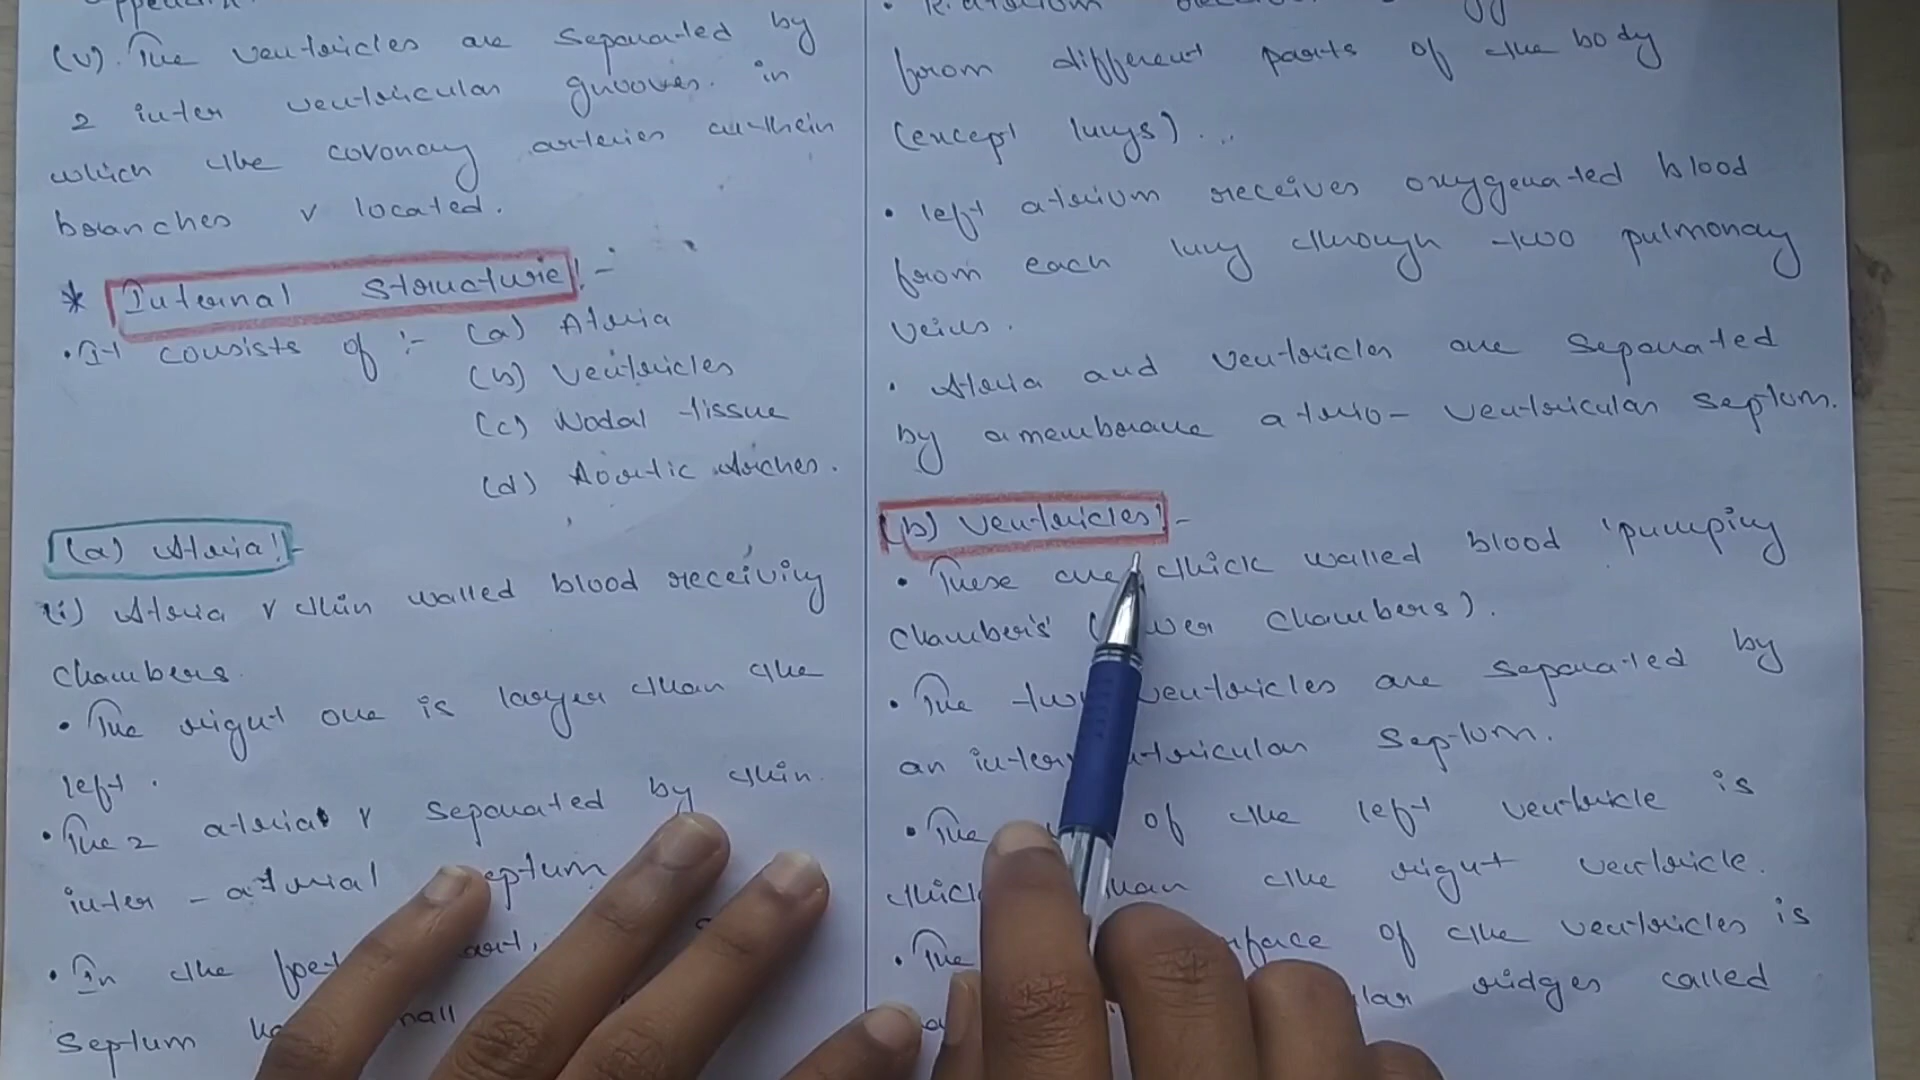 (v). The ventricles are separated by
2 inter ventricular grooves. in
which the coronary arteries
branches r located.
* Internal structure:-
• It consists of :- (a) Atria
(b) Ventricles
(c) Nodal tissue
(d) Aortic Arches.
(a) Atria:-
(i) Atria r thin walled blood receiving
chambers.
• The right one is larger than the
left.
• The 2 atria r separated by thin
inter-atrial septum
• In the
septum
from different parts of the body
(except lungs)...
• left atrium receives oxygenated blood
from each lung through two pulmonary
veins.
• Atria and ventricles are separated
by a membrane atrio-ventricular septum.
(b) Ventricles:-
• These are thick walled blood 'pumping
chambers' chambers).
• The two ventricles are separated by
an septum.
• The of the left ventricle is
the right ventricle.
• The of the ventricles is
ridges called